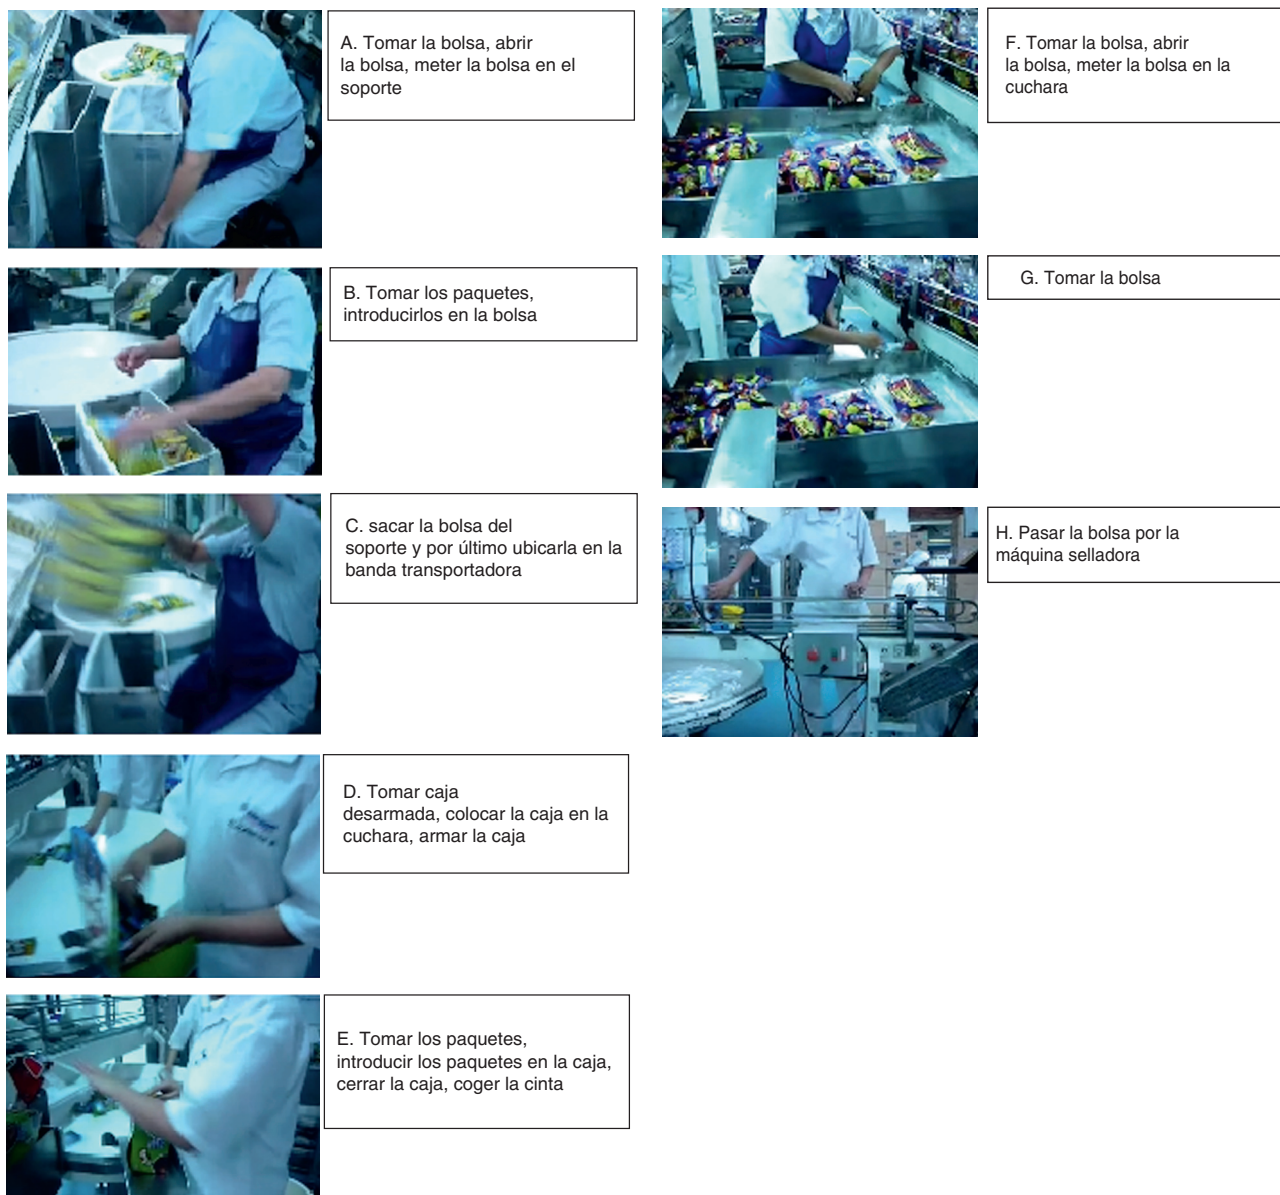 A. Tomar la bolsa, abrir
la bolsa, meter la bolsa en el
soporte
B. Tomar los paquetes,
introducirlos en la bolsa
C. sacar la bolsa del
soporte y por último ubicarla en la
banda transportadora
D. Tomar caja
desarmada, colocar la caja en la
cuchara, armar la caja
E. Tomar los paquetes,
introducir los paquetes en la caja,
cerrar la caja, coger la cinta
F. Tomar la bolsa, abrir
la bolsa, meter la bolsa en la
cuchara
G. Tomar la bolsa
H. Pasar la bolsa por la
máquina selladora